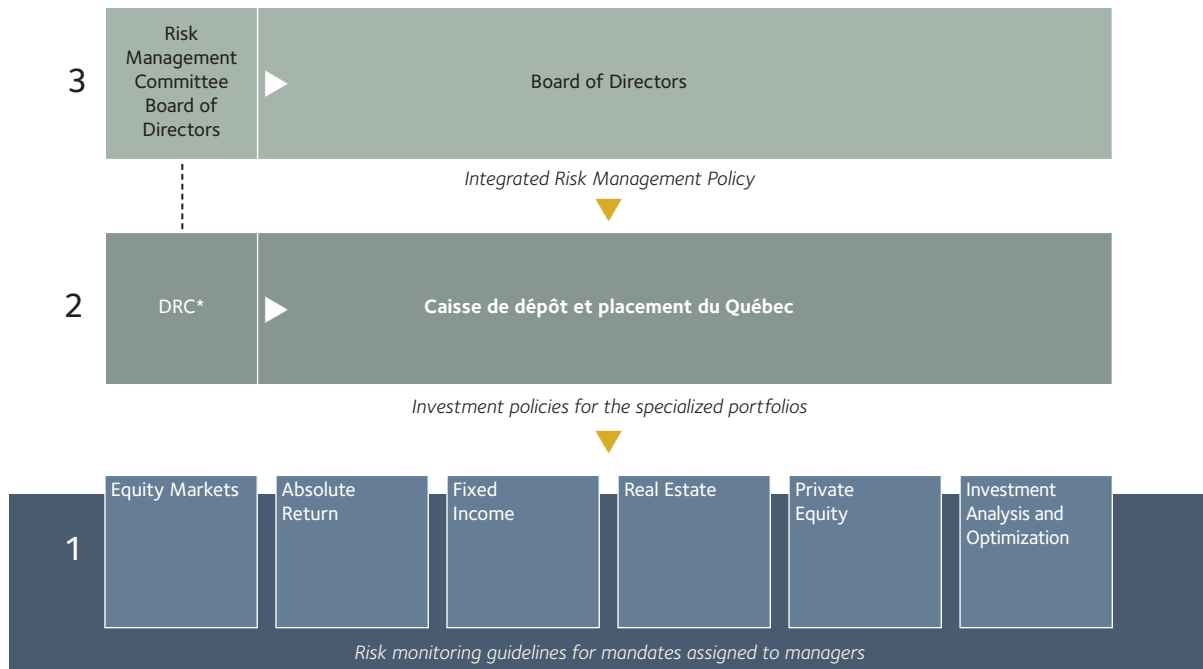 3
Risk
Management
Committee
Board of
Directors
Board of Directors
Integrated Risk Management Policy
2
DRC*
Caisse de dépôt et placement du Québec
Investment policies for the specialized portfolios
1
Equity Markets
Absolute
Return
Fixed
Income
Real Estate
Private
Equity
Investment
Analysis and
Optimization
Risk monitoring guidelines for mandates assigned to managers